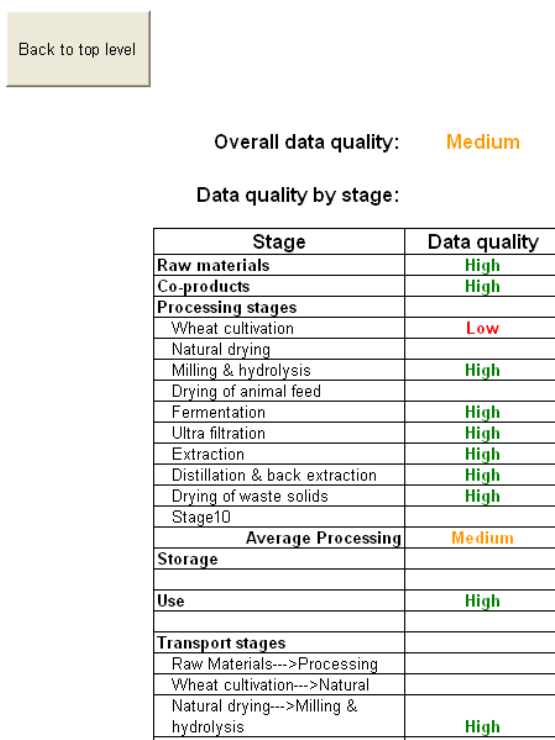 Back to top level
Overall data quality: Medium
Data quality by stage:
Stage Data quality
Raw materials High
Co-products High
Processing stages
Wheat cultivation Low
Natural drying
Milling & hydrolysis High
Drying of animal feed
Fermentation High
Ultra filtration High
Extraction High
Distillation & back extraction High
Drying of waste solids High
Stage10
Average Processing Medium
Storage
Use High
Transport stages
Raw Materials--->Processing
Wheat cultivation--->Natural
Natural drying--->Milling &
hydrolysis High